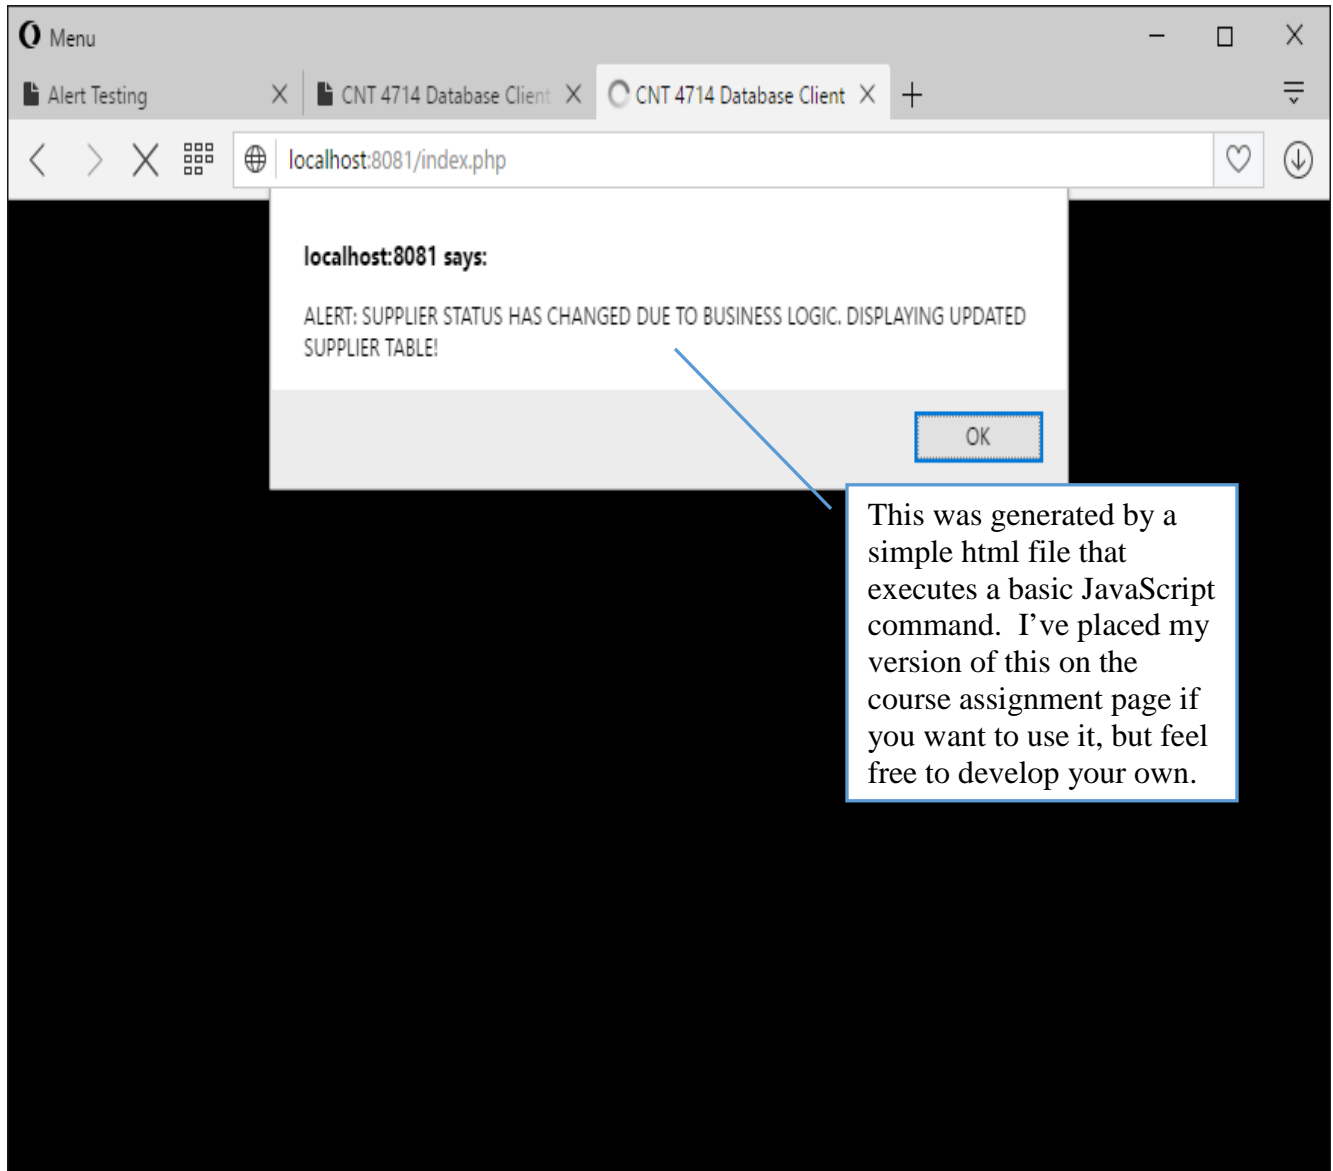 Menu
Alert Testing
CNT 4714 Database Client
CNT 4714 Database Client
localhost:8081/index.php
localhost:8081 says:
ALERT: SUPPLIER STATUS HAS CHANGED DUE TO BUSINESS LOGIC. DISPLAYING UPDATED
SUPPLIER TABLE!
OK
This was generated by a
simple html file that
executes a basic JavaScript
command.  I’ve placed my
version of this on the
course assignment page if
you want to use it, but feel
free to develop your own.